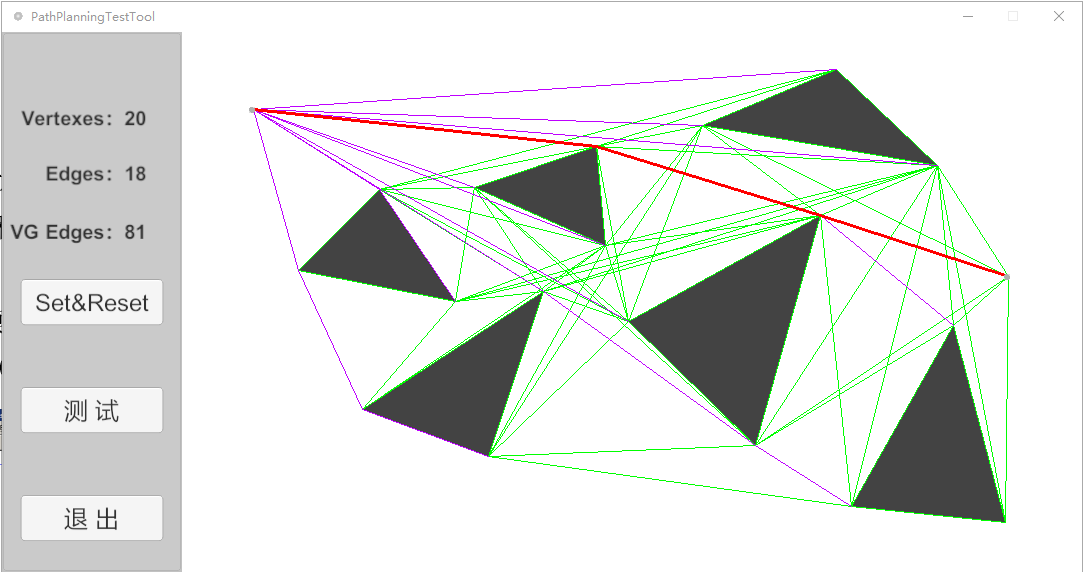 PathPlanningTestTool
Vertexes: 20
Edges: 18
VG Edges: 81
Set&Reset
测 试
退 出